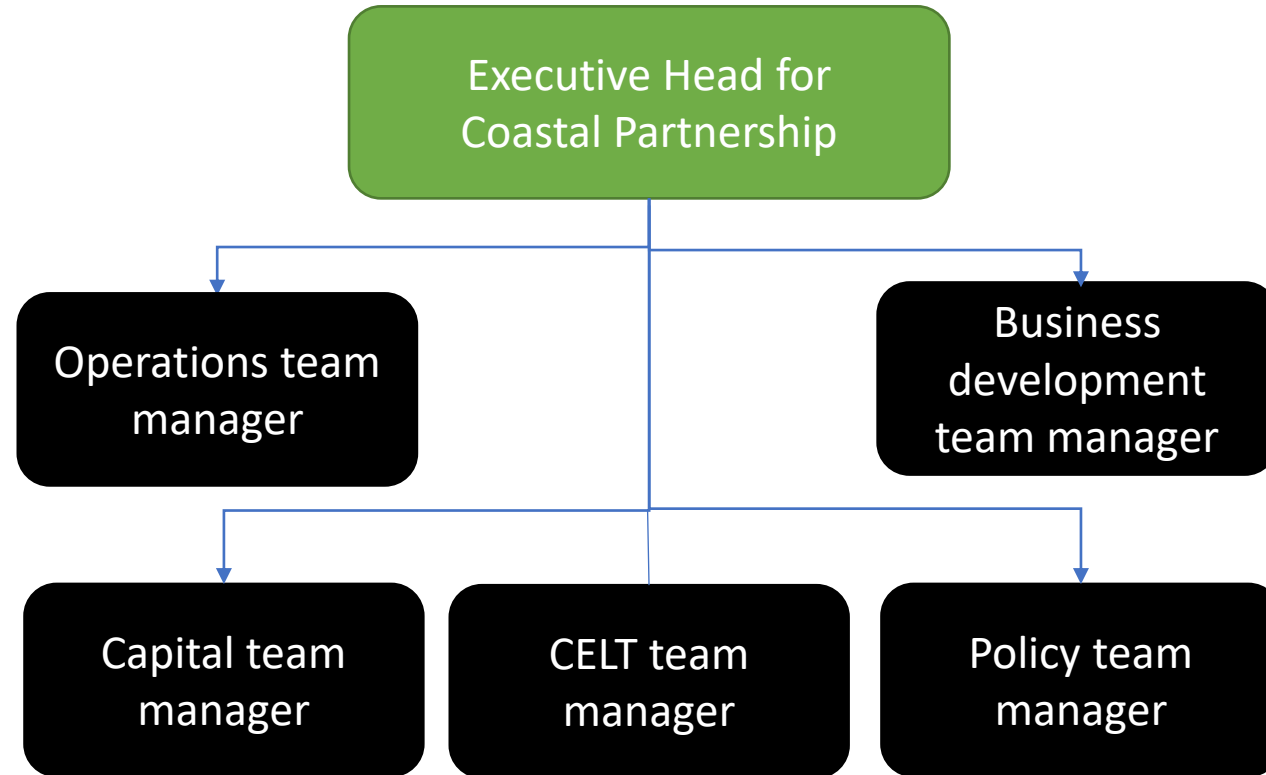 Executive Head for
Coastal Partnership
Operations team
manager
Business
development
team manager
Capital team
manager
CELT team
manager
Policy team
manager